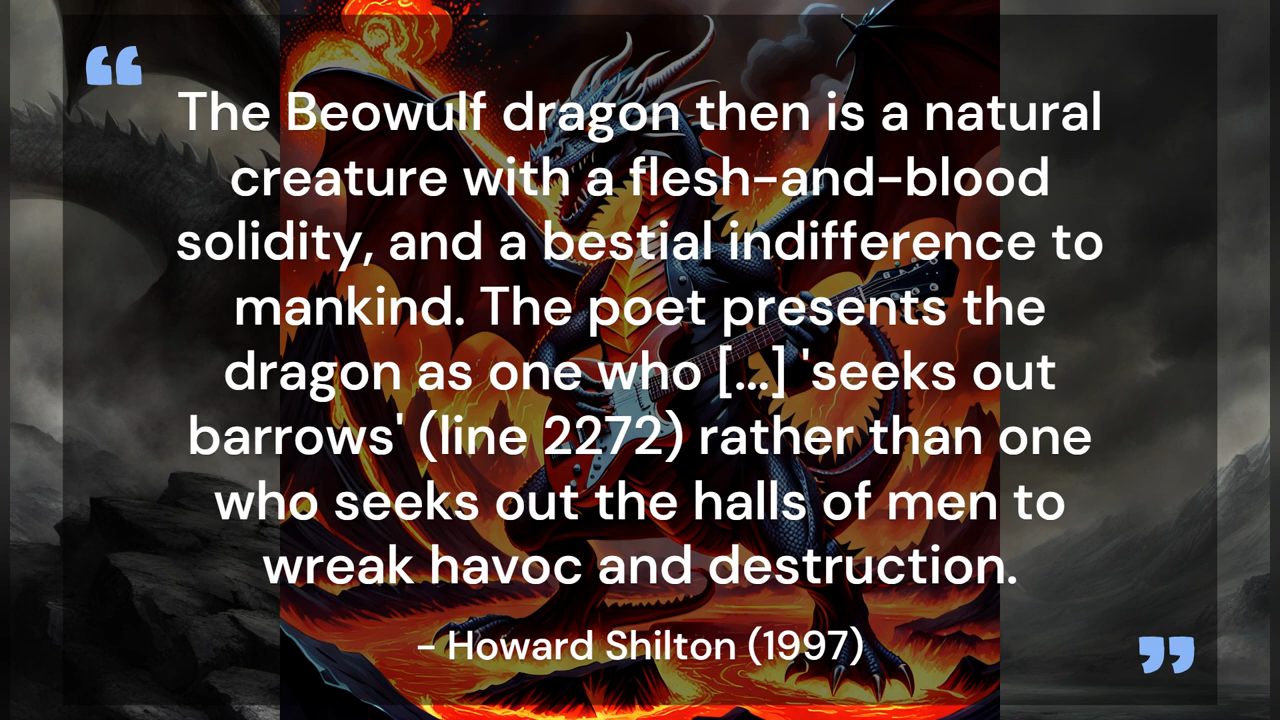 “
The Beowulf dragon then is a natural
creature with a flesh-and-blood
solidity, and a bestial indifference to
mankind. The poet presents the
dragon as one who [...] 'seeks out
barrows' (line 2272) rather than one
who seeks out the halls of men to
wreak havoc and destruction.
- Howard Shilton (1997)
”